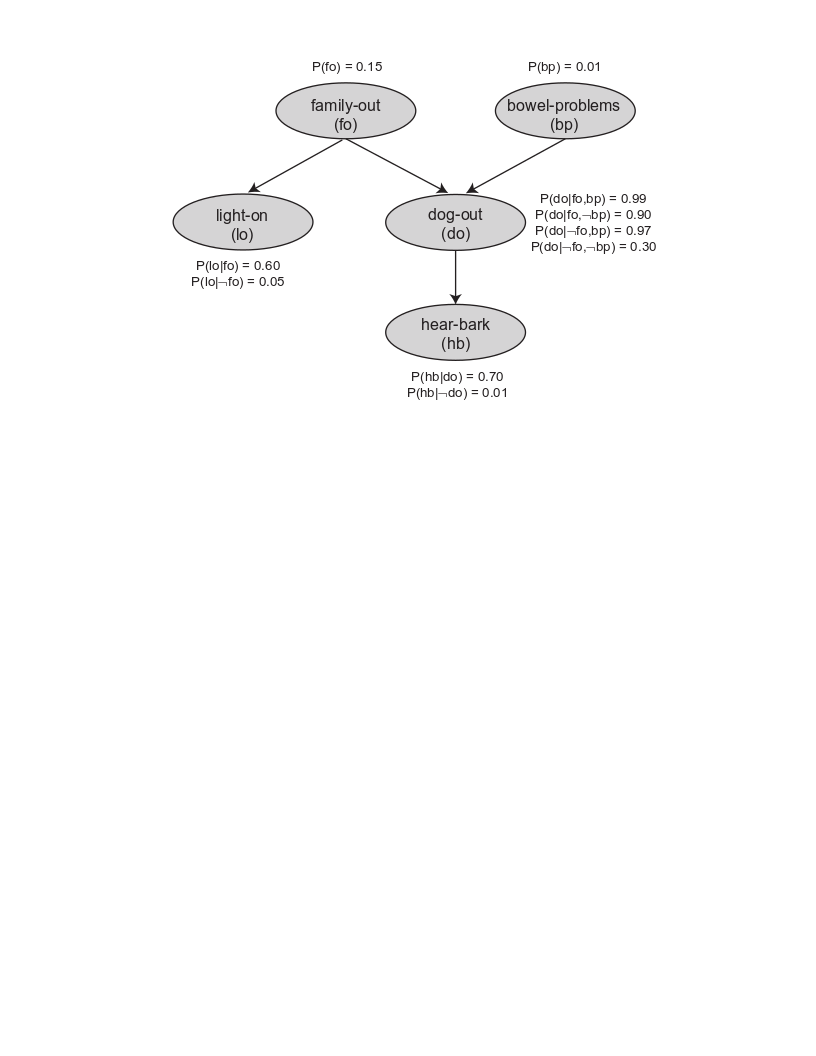 P(fo) = 0.15
P(bp) = 0.01
family-out
(fo)
bowel-problems
(bp)
light-on
(lo)
dog-out
(do)
P(do|fo,bp) = 0.99
P(do|fo,¬bp) = 0.90
P(do|¬fo,bp) = 0.97
P(do|¬fo,¬bp) = 0.30
P(lo|fo) = 0.60
P(lo|¬fo) = 0.05
hear-bark
(hb)
P(hb|do) = 0.70
P(hb|¬do) = 0.01